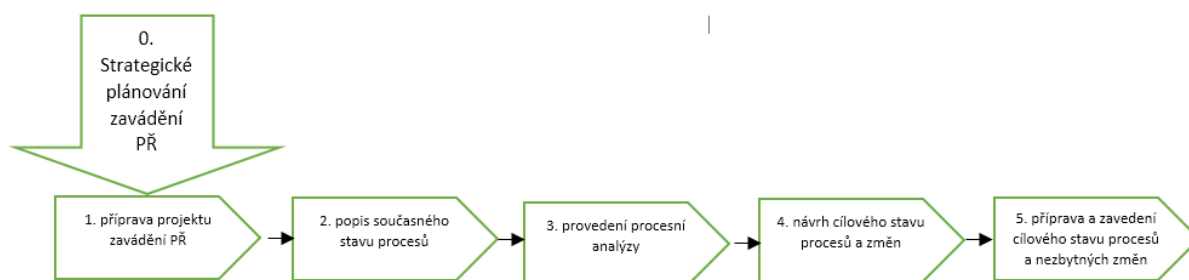 0.
Strategické
plánování
zavádění
PŘ
1. příprava projektu
zavádění PŘ
2. popis současného
stavu procesů
3. provedení procesní
analýzy
4. návrh cílového stavu
procesů a změn
5. příprava a zavedení
cílového stavu procesů
a nezbytných změn